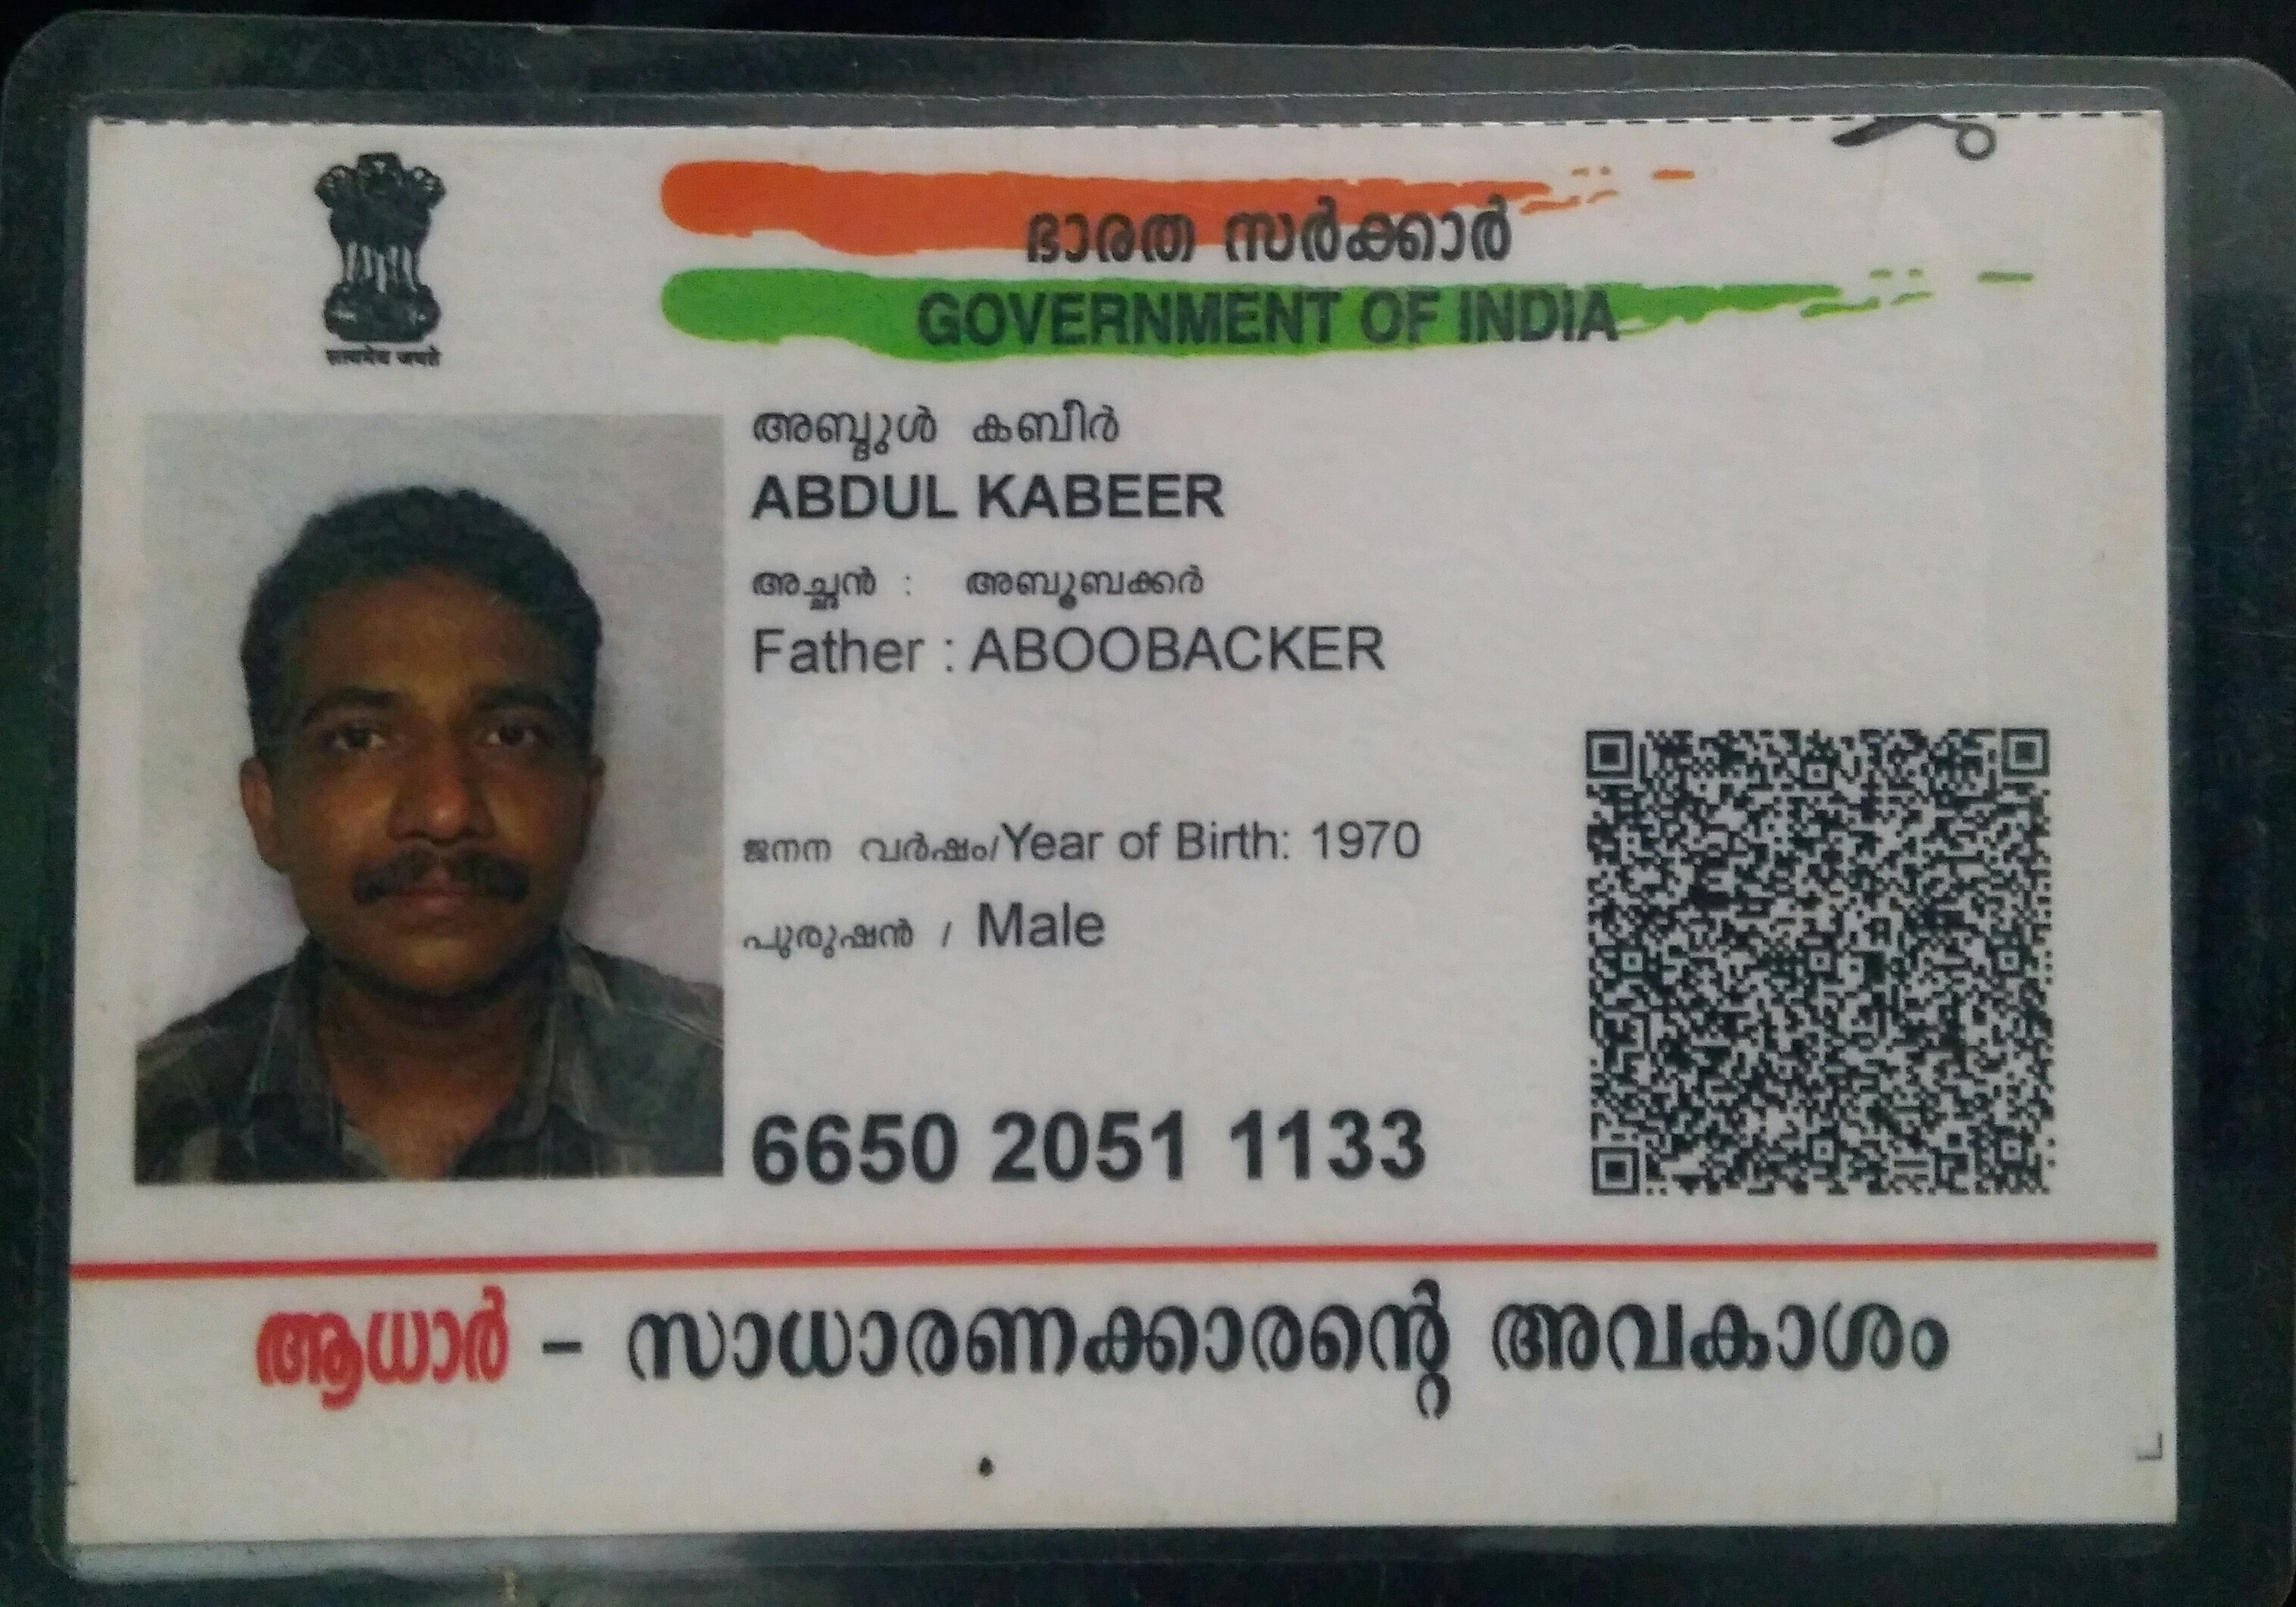 ഭാരത സർക്കാർ
GOVERNMENT OF INDIA
सत्यमेव जयते
അബ്ദുൾ കബീർ
ABDUL KABEER
അച്ഛൻ : അബൂബക്കർ
Father : ABOOBACKER
ജനന വർഷം/Year of Birth: 1970
പുരുഷൻ / Male
6650 2051 1133
ആധാർ – സാധാരണക്കാരന്റെ അവകാശം